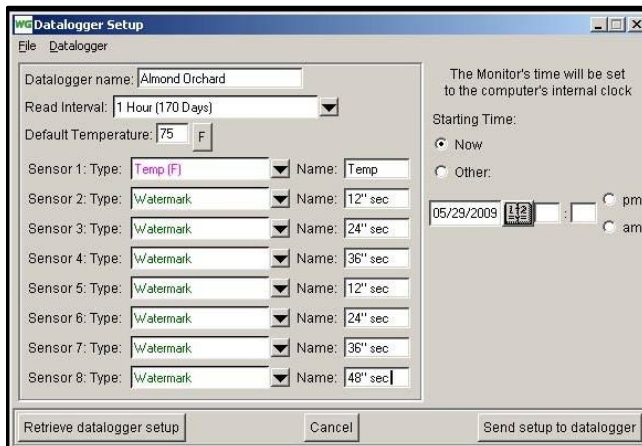 WG Datalogger Setup
File Datalogger
Datalogger name: Almond Orchard
Read Interval: 1 Hour (170 Days)
Default Temperature: 75 F
Sensor 1: Type: Temp (F) Name: Temp
Sensor 2: Type: Watermark Name: 12" sec
Sensor 3: Type: Watermark Name: 24" sec
Sensor 4: Type: Watermark Name: 36" sec
Sensor 5: Type: Watermark Name: 12" sec
Sensor 6: Type: Watermark Name: 24" sec
Sensor 7: Type: Watermark Name: 36" sec
Sensor 8: Type: Watermark Name: 48" sec
The Monitor's time will be set
to the computer's internal clock
Starting Time:
Now
Other:
05/29/2009 : pm
am
Retrieve datalogger setup Cancel Send setup to datalogger